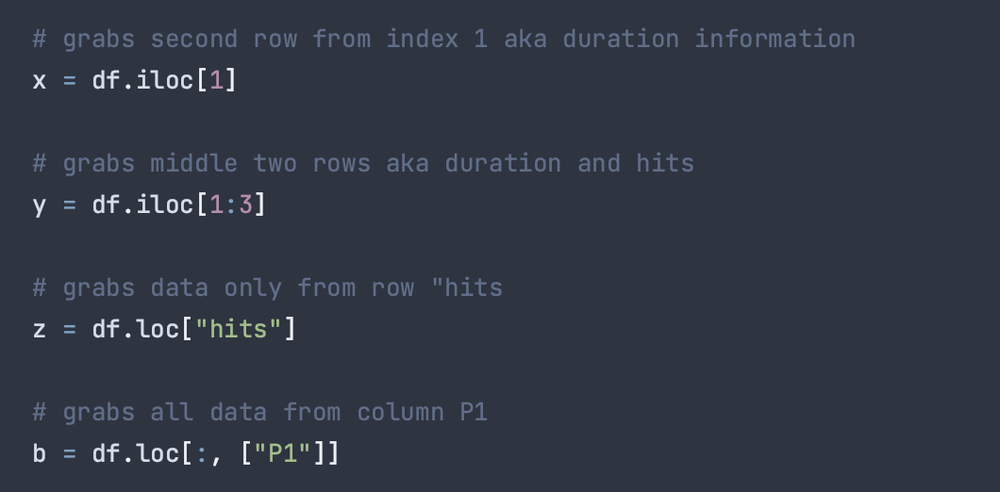 # grabs second row from index 1 aka duration information
x = df.iloc[1]
# grabs middle two rows aka duration and hits
y = df.iloc[1:3]
# grabs data only from row "hits
z = df.loc["hits"]
# grabs all data from column P1
b = df.loc[:, ["P1"]]